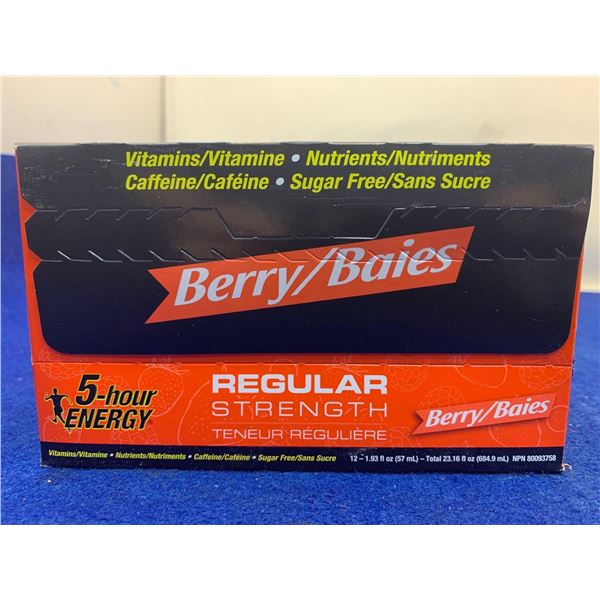 Vitamins/Vitamine • Nutrients/Nutriments
Caffeine/Caféine • Sugar Free/Sans Sucre
Berry/Baies
5-hour
ENERGY
REGULAR
STRENGTH
TENEUR RÉGULIÈRE
Berry/Baies
Vitamins/Vitamine • Nutrients/Nutriments • Caffeine/Caféine • Sugar Free/Sans Sucre
12 – 1.93 fl oz (57 mL) – Total 23.16 fl oz (684.9 mL) NPN 80093758